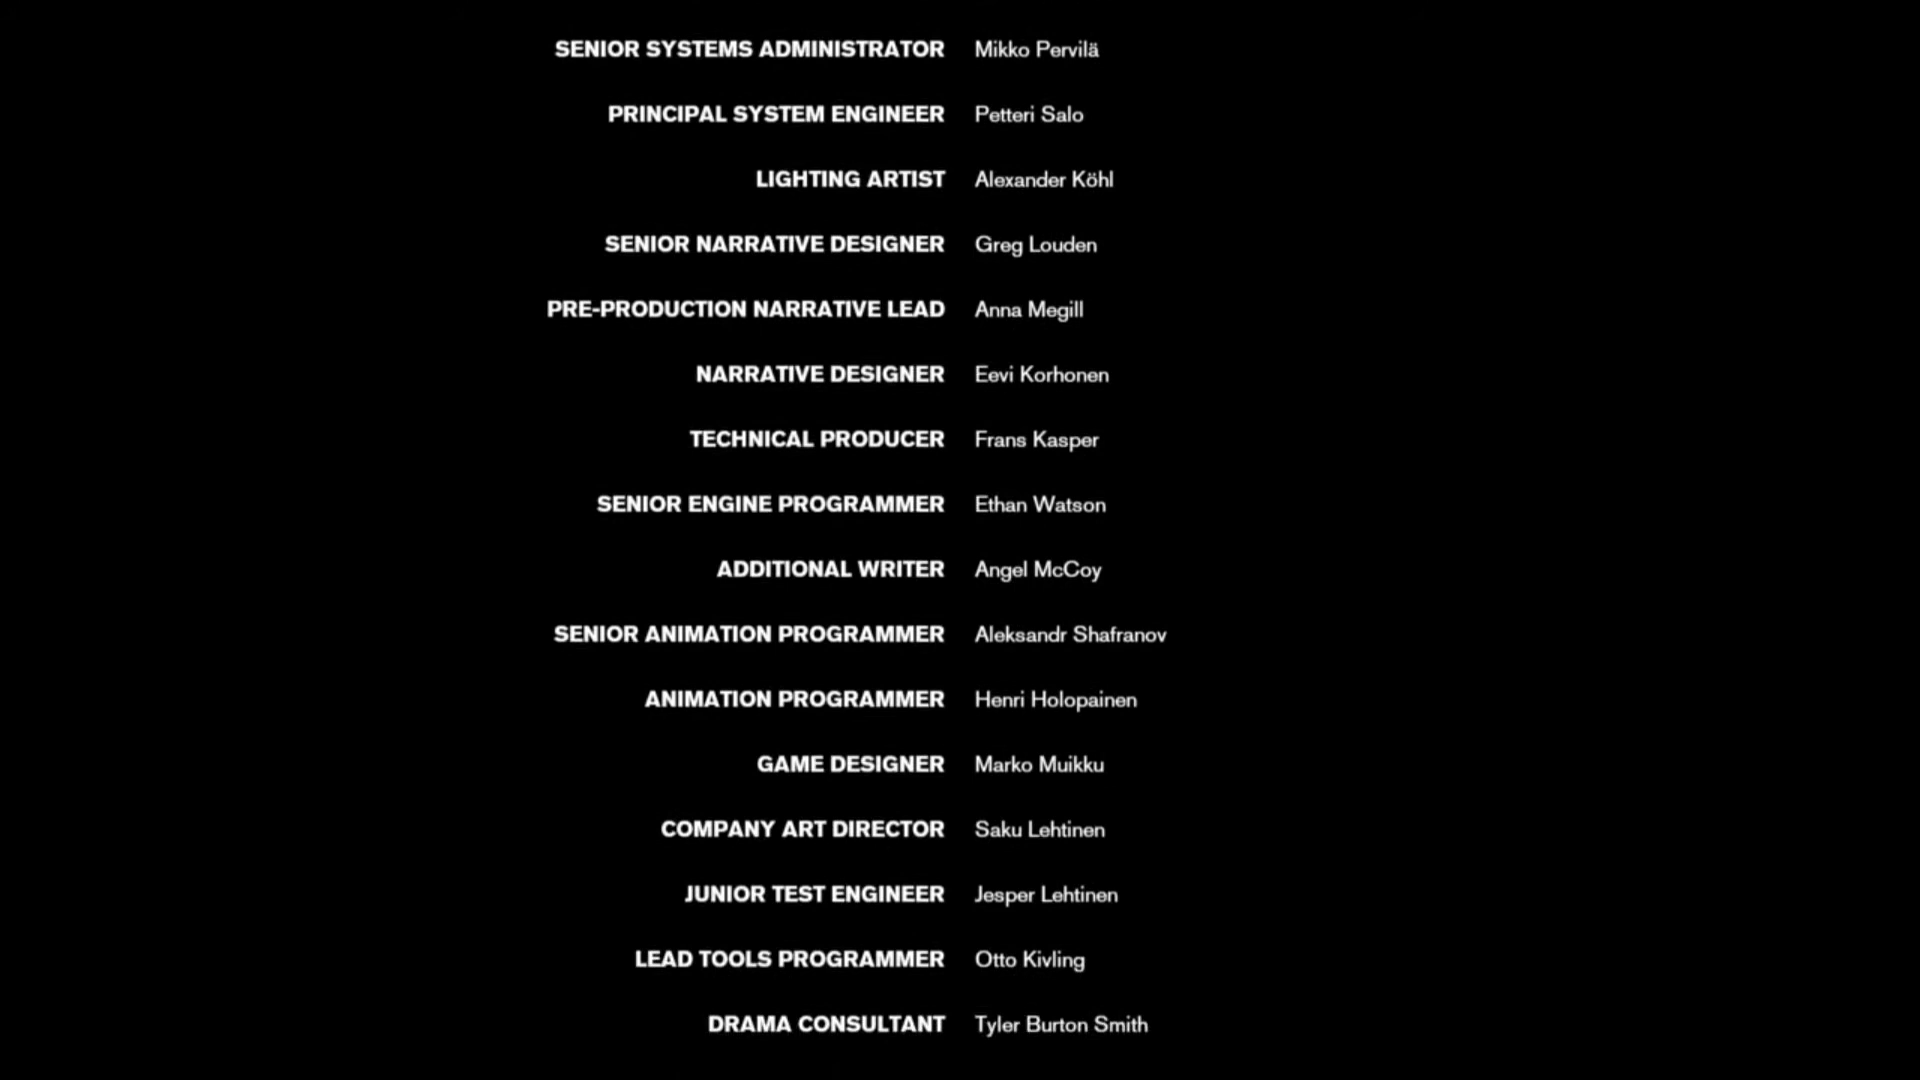 SENIOR SYSTEMS ADMINISTRATOR Mikko Pervilä
PRINCIPAL SYSTEM ENGINEER Petteri Salo
LIGHTING ARTIST Alexander Köhl
SENIOR NARRATIVE DESIGNER Greg Louden
PRE-PRODUCTION NARRATIVE LEAD Anna Megill
NARRATIVE DESIGNER Eevi Korhonen
TECHNICAL PRODUCER Frans Kasper
SENIOR ENGINE PROGRAMMER Ethan Watson
ADDITIONAL WRITER Angel McCoy
SENIOR ANIMATION PROGRAMMER Aleksandr Shafranov
ANIMATION PROGRAMMER Henri Holopainen
GAME DESIGNER Marko Muikku
COMPANY ART DIRECTOR Saku Lehtinen
JUNIOR TEST ENGINEER Jesper Lehtinen
LEAD TOOLS PROGRAMMER Otto Kivling
DRAMA CONSULTANT Tyler Burton Smith